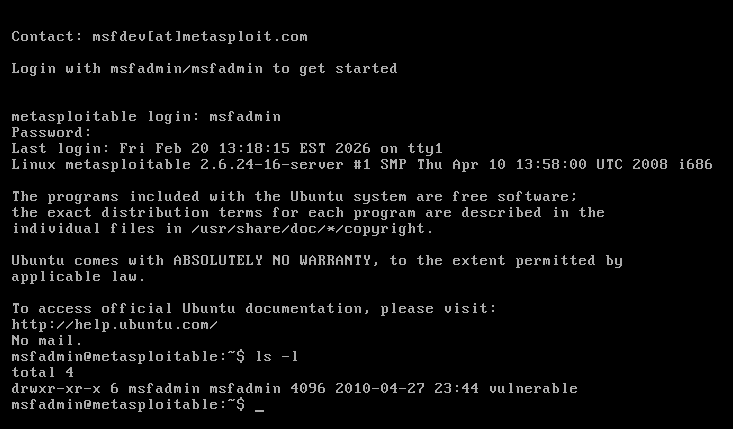 Contact: msfdev[at]metasploit.com
Login with msfadmin/msfadmin to get started
metasploitable login: msfadmin
Password:
Last login: Fri Feb 20 13:18:15 EST 2026 on tty1
Linux metasploitable 2.6.24-16-server #1 SMP Thu Apr 10 13:58:00 UTC 2008 i686
The programs included with the Ubuntu system are free software;
the exact distribution terms for each program are described in the
individual files in /usr/share/doc/*/copyright.
Ubuntu comes with ABSOLUTELY NO WARRANTY, to the extent permitted by
applicable law.
To access official Ubuntu documentation, please visit:
http://help.ubuntu.com/
No mail.
msfadmin@metasploitable:~$ ls -l
total 4
drwxr-xr-x 6 msfadmin msfadmin 4096 2010-04-27 23:44 vulnerable
msfadmin@metasploitable:~$ _